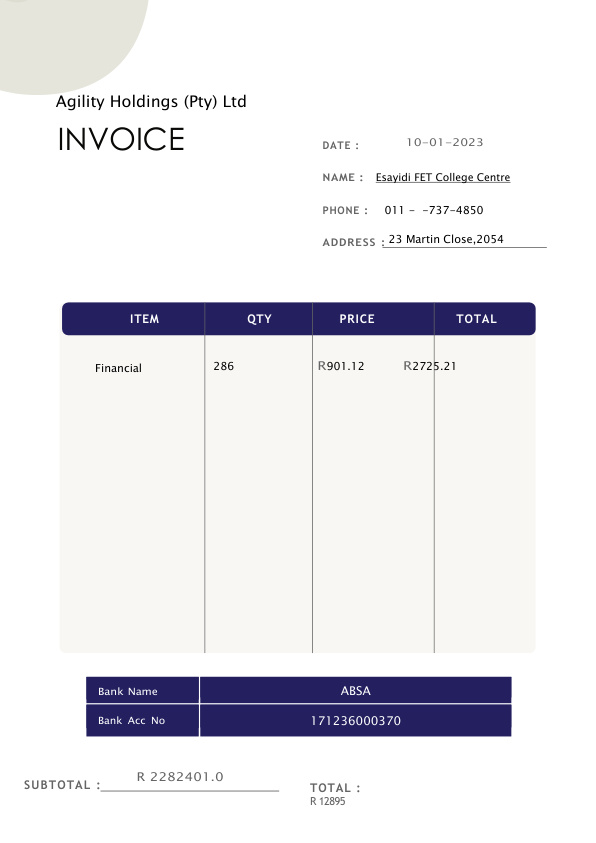 Agility Holdings (Pty) Ltd
INVOICE
DATE : 10-01-2023
NAME : Esayidi FET College Centre
PHONE : 011 - -737-4850
ADDRESS : 23 Martin Close,2054
ITEM QTY PRICE TOTAL
Financial 286 R901.12 R2725.21
Bank Name ABSA
Bank Acc No 171236000370
SUBTOTAL : R 2282401.0
TOTAL :
R 12895